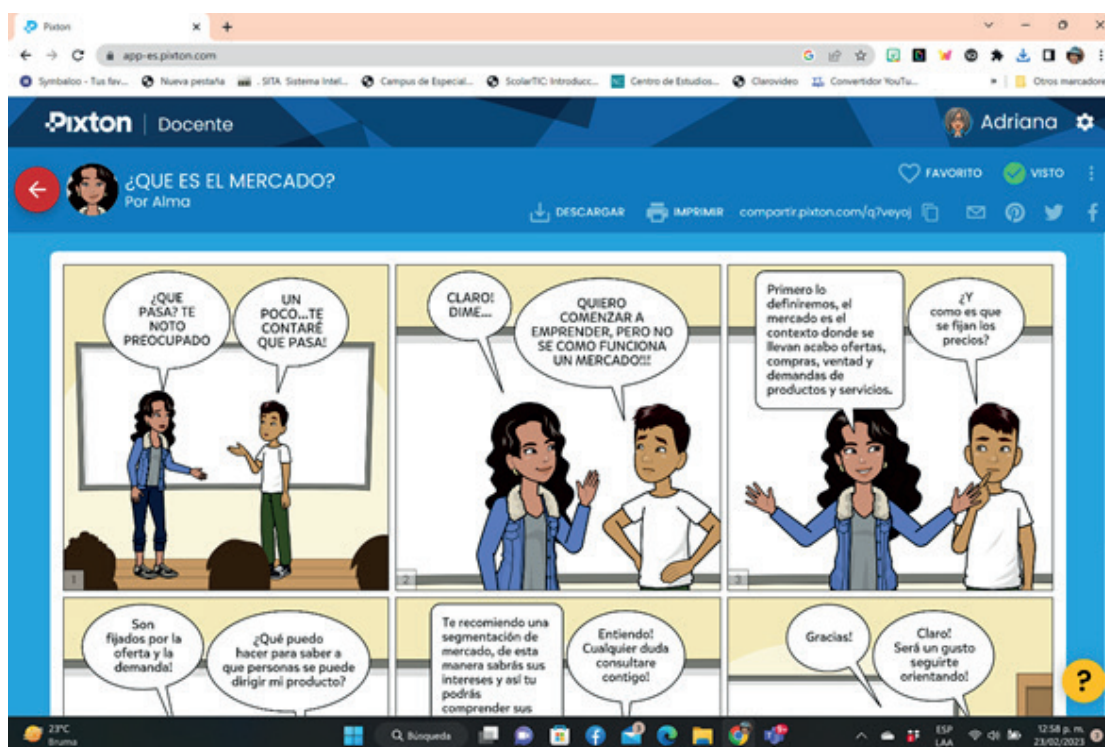 Pixton
app-es.pixton.com
Symbaloo - Tus fav...
Nueva pestaña
. SITA Sistema Intel...
Campus de Especial...
ScolarTIC: Introducc...
Centro de Estudios...
Clarovideo
Convertidor YouTu...
»
Otros marcadores
Pixton | Docente
Adriana
¿QUE ES EL MERCADO?
Por Alma
FAVORITO
VISTO
DESCARGAR
IMPRIMIR
compartir.pixton.com/q7veyoj
¿QUE
PASA? TE
NOTO
PREOCUPADO
UN
POCO...TE
CONTARÉ
QUE PASA!
1
CLARO!
DIME...
QUIERO
COMENZAR A
EMPRENDER, PERO NO
SE COMO FUNCIONA
UN MERCADO!!!
2
Primero lo
definiremos, el
mercado es el
contexto donde se
llevan acabo ofertas,
compras, ventad y
demandas de
productos y servicios.
¿Y
como es que
se fijan los
precios?
3
Son
fijados por la
oferta y la
demanda!
¿Qué puedo
hacer para saber a
que personas se puede
dirigir mi producto?
Te recomiendo una
segmentación de
mercado, de esta
manera sabrás sus
intereses y así tu
podrás
comprender sus
Entiendo!
Cualquier duda
consultare
contigo!
Gracias!
Claro!
Será un gusto
seguirte
orientando!
?
23°C
Bruma
Búsqueda
ESP
LAA
12:58 p. m.
23/02/2023